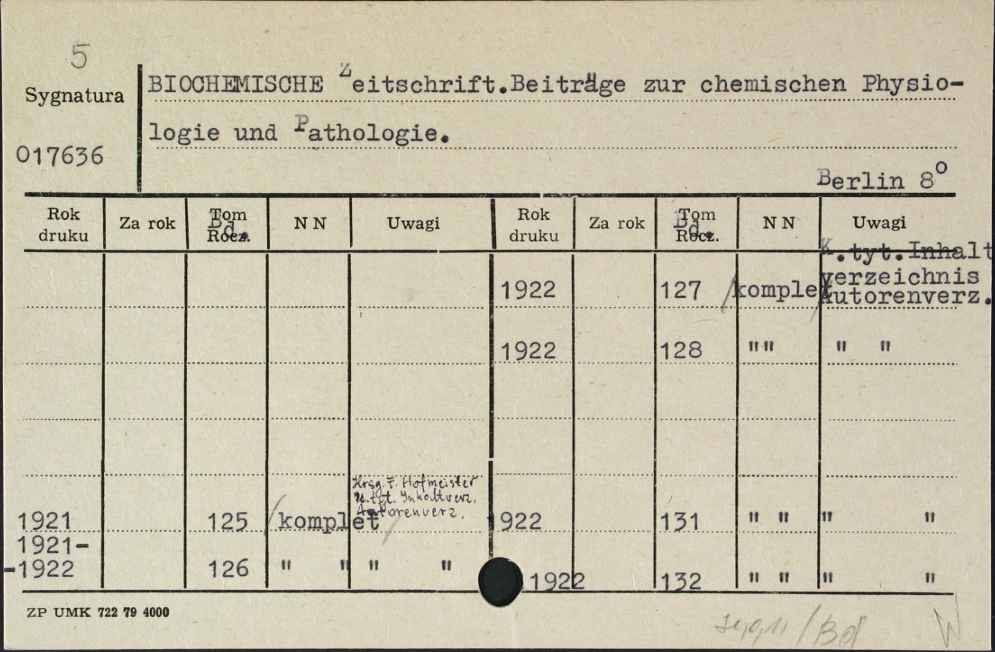 5
Sygnatura
017636
BIOCHEMISCHE Zeitschrift.Beiträge zur chemischen Physio-
logie und Pathologie.
Berlin 8°
Rok druku Za rok Tom Rocz. Bd. N N Uwagi Rok druku Za rok Tom Rocz. Bd. N N Uwagi
K.tyt.Inhalt
verzeichnis
1922 127 /komplet/ Autorenverz.
1922 128 "" " "
Hrsg. F. Hofmeister
K. tyt. Inhaltverz.
Autorenverz.
1921 125 /komplet/ 1922 131 " " " "
1921-
-1922 126 " " " " 1922 132 " " " "
ZP UMK 722 79 4000
/Bd